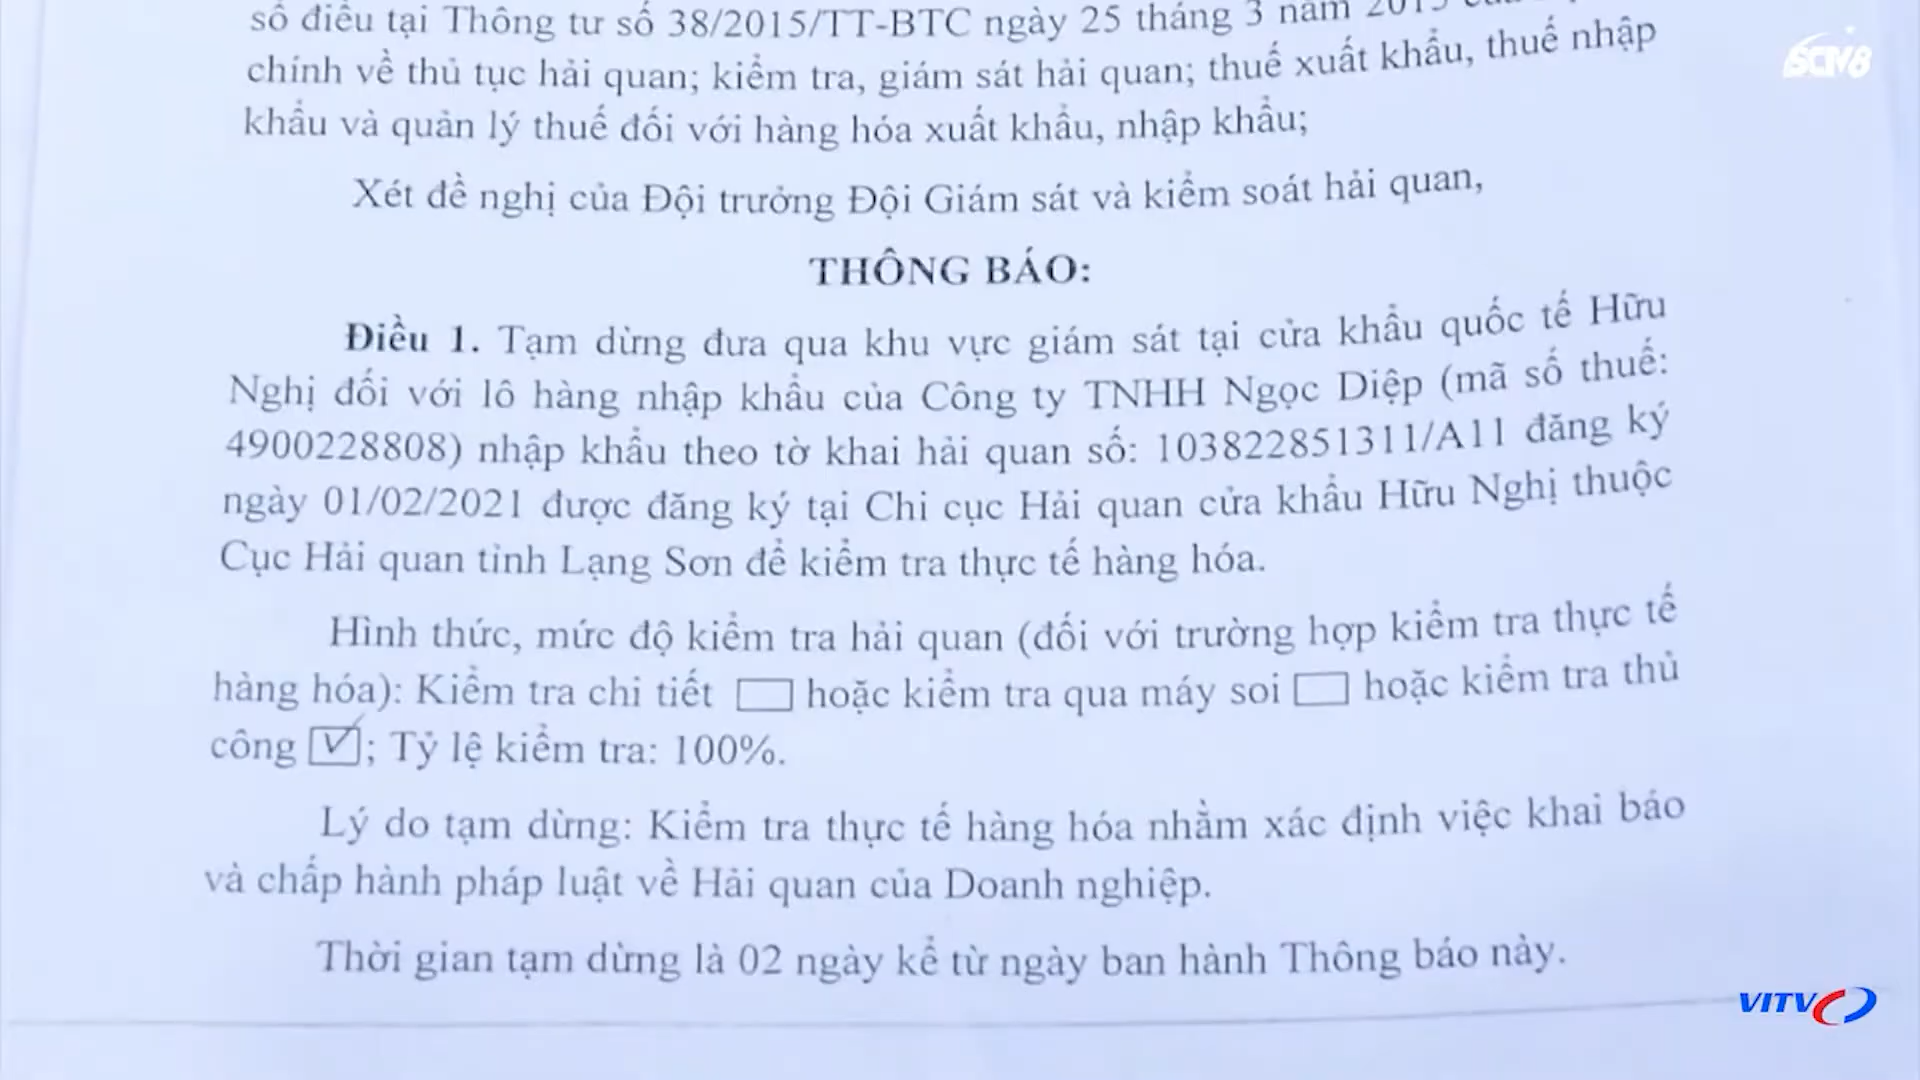 số điều tại Thông tư số 38/2015/TT-BTC ngày 25 tháng 3 năm 2015
chính về thủ tục hải quan; kiểm tra, giám sát hải quan; thuế xuất khẩu, thuế nhập
khẩu và quản lý thuế đối với hàng hóa xuất khẩu, nhập khẩu;
Xét đề nghị của Đội trưởng Đội Giám sát và kiểm soát hải quan,
THÔNG BÁO:
Điều 1. Tạm dừng đưa qua khu vực giám sát tại cửa khẩu quốc tế Hữu
Nghị đối với lô hàng nhập khẩu của Công ty TNHH Ngọc Diệp (mã số thuế:
4900228808) nhập khẩu theo tờ khai hải quan số: 103822851311/A11 đăng ký
ngày 01/02/2021 được đăng ký tại Chi cục Hải quan cửa khẩu Hữu Nghị thuộc
Cục Hải quan tỉnh Lạng Sơn để kiểm tra thực tế hàng hóa.
Hình thức, mức độ kiểm tra hải quan (đối với trường hợp kiểm tra thực tế
hàng hóa): Kiểm tra chi tiết hoặc kiểm tra qua máy soi hoặc kiểm tra thủ
công ; Tỷ lệ kiểm tra: 100%.
Lý do tạm dừng: Kiểm tra thực tế hàng hóa nhằm xác định việc khai báo
và chấp hành pháp luật về Hải quan của Doanh nghiệp.
Thời gian tạm dừng là 02 ngày kể từ ngày ban hành Thông báo này.
SCTV8
VITV